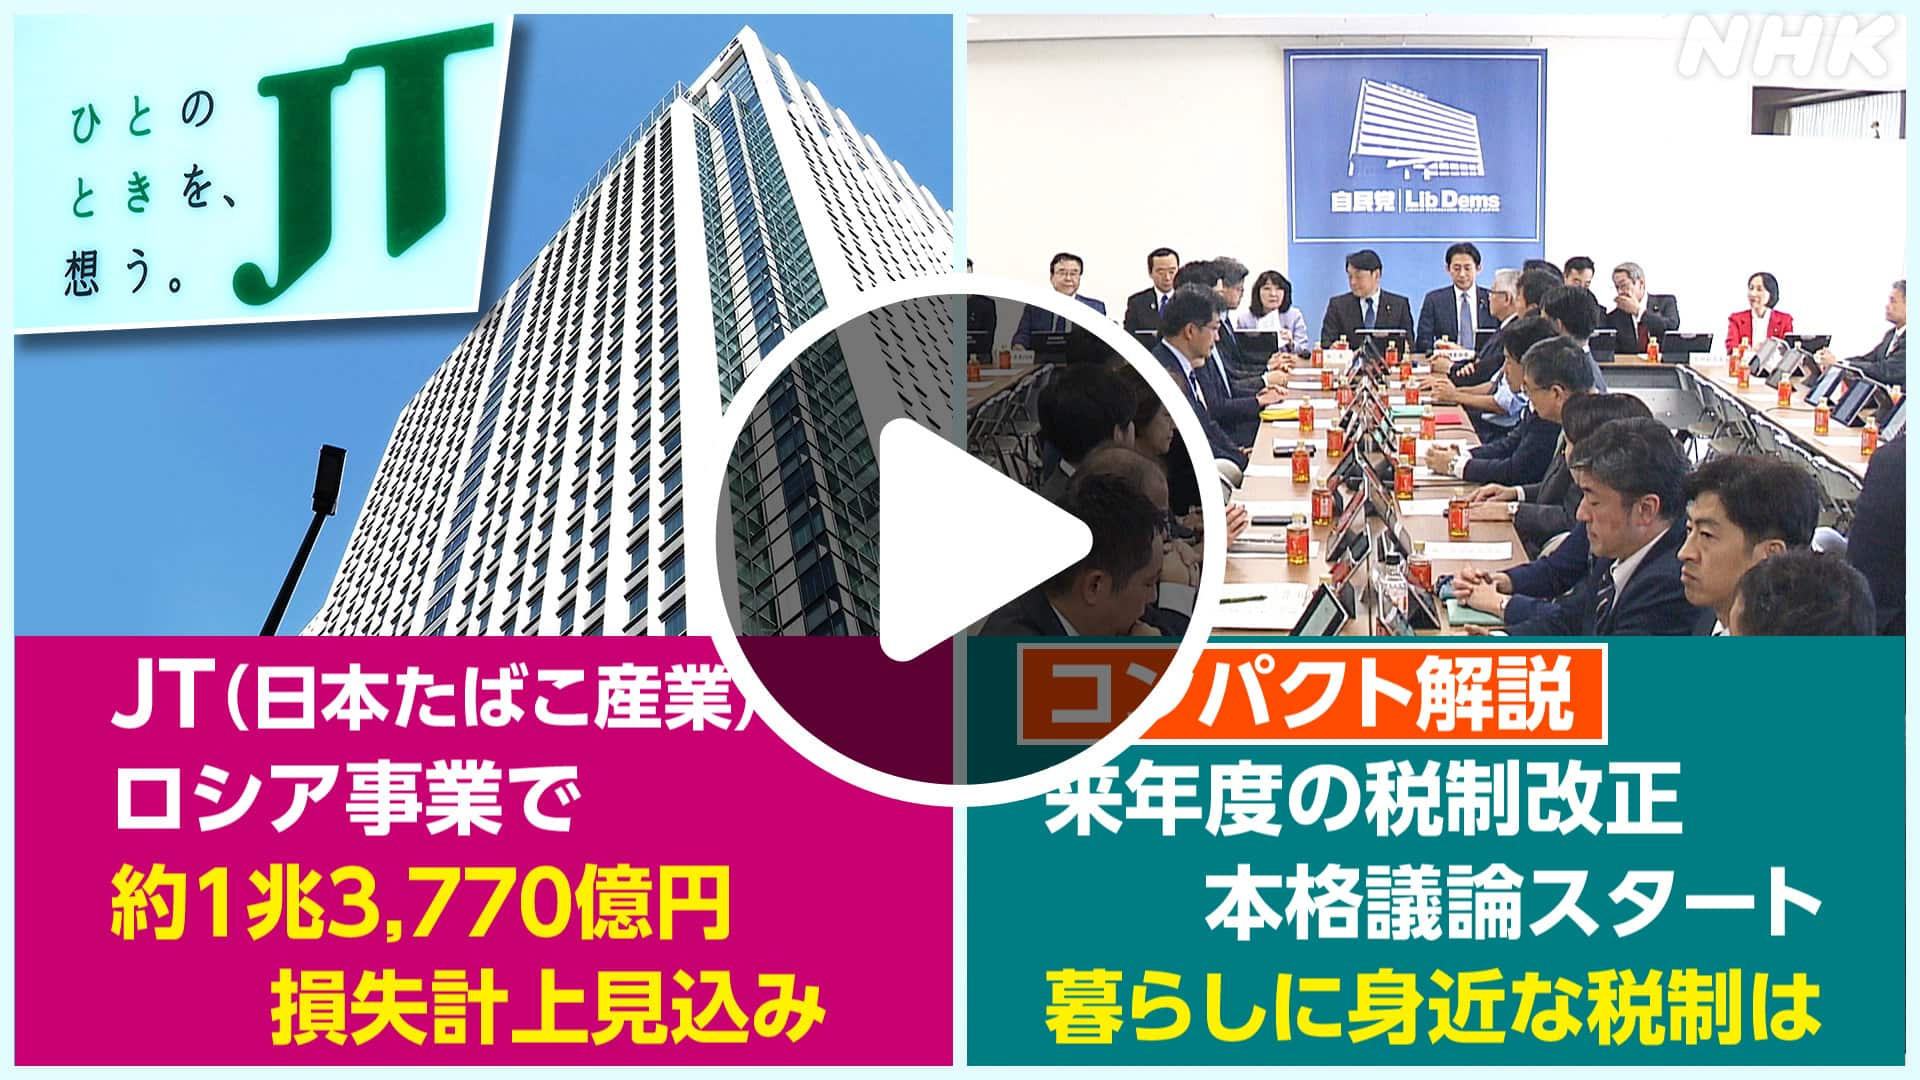 ひとの
ときを、
想う。
JT
JT(日本たばこ産業)
ロシア事業で
約1兆3,770億円
損失計上見込み
NHK
自民党 Lib Dems
コンパクト解説
来年度の税制改正
本格議論スタート
暮らしに身近な税制は